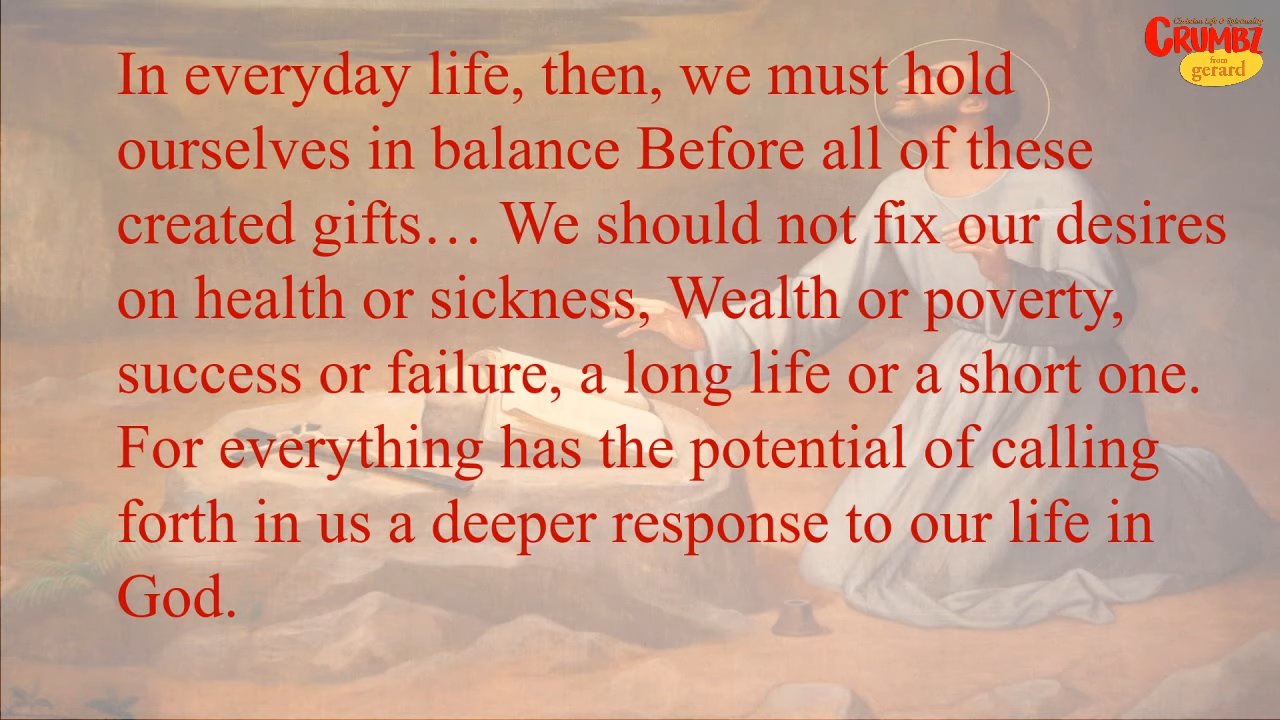 Christian Life & Spirituality
CRUMBZ
from
gerard
In everyday life, then, we must hold
ourselves in balance Before all of these
created gifts… We should not fix our desires
on health or sickness, Wealth or poverty,
success or failure, a long life or a short one.
For everything has the potential of calling
forth in us a deeper response to our life in
God.